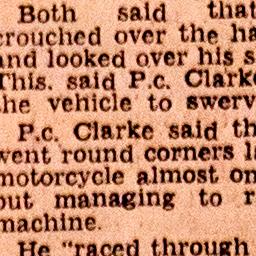 Both said that
crouched over the ha
and looked over his s
This. said P.c. Clarke
the vehicle to swerv
P.c. Clarke said th
went round corners l
motorcycle almost on
but managing to r
machine.
He "raced through